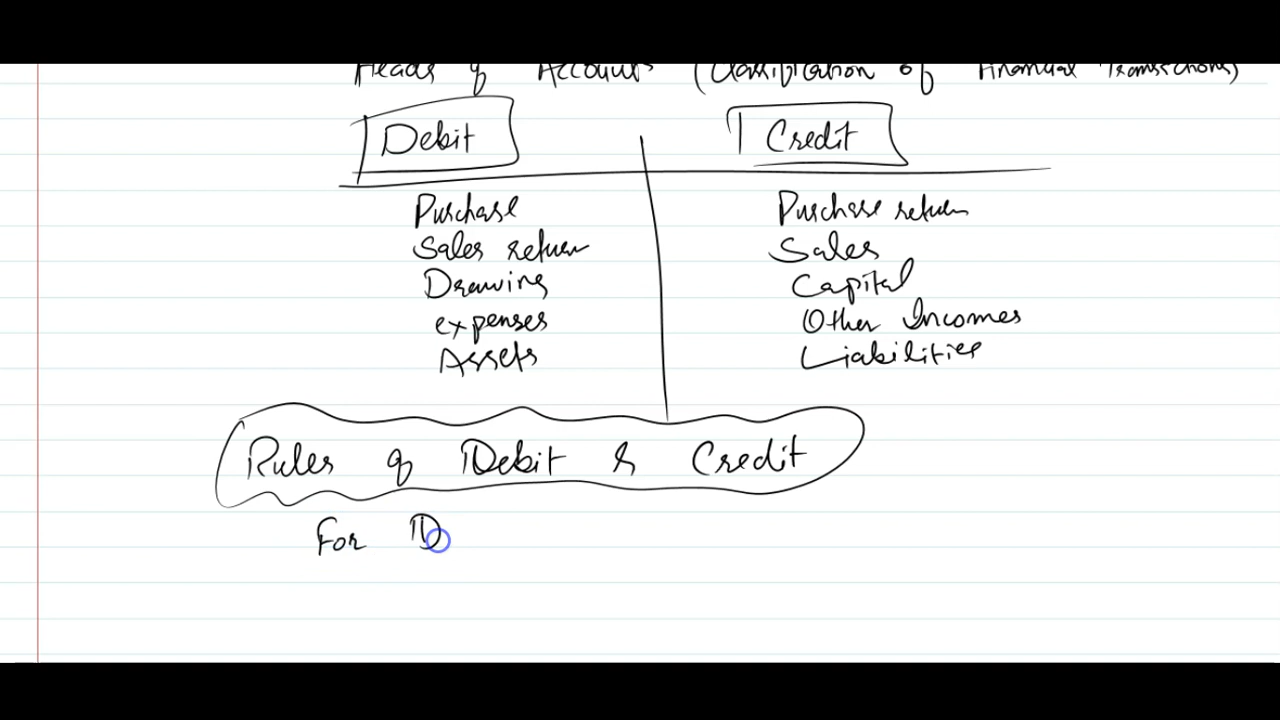 Heads of Accounts (Classification of Financial Transactions)
Debit Credit
Purchase Purchase return
Sales return Sales
Drawing Capital
expenses Other Incomes
Assets Liabilities
Rules of Debit & Credit
For D